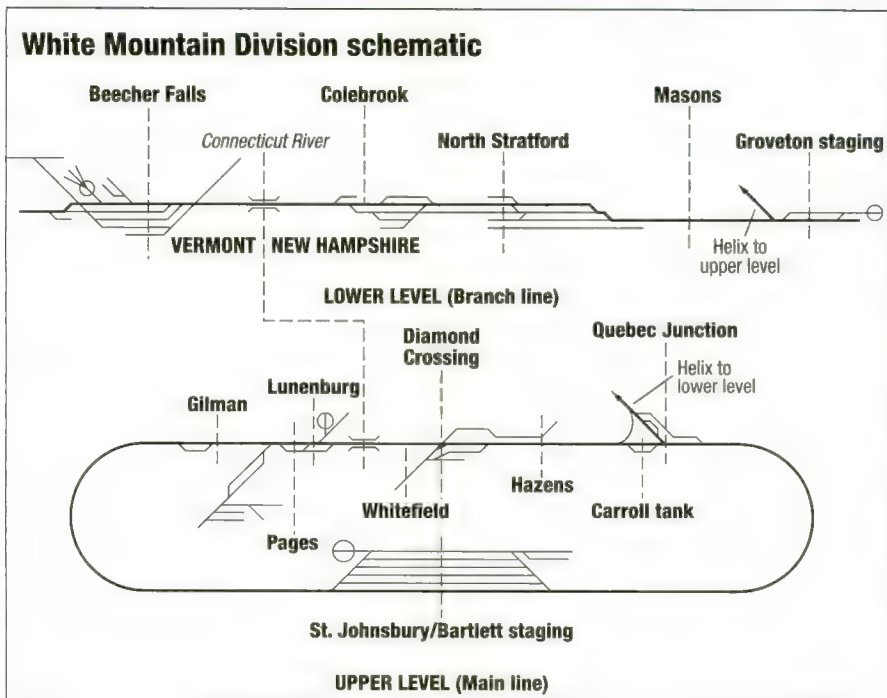 White Mountain Division schematic
Beecher Falls
Colebrook
Masons
Connecticut River
North Stratford
Groveton staging
VERMONT
NEW HAMPSHIRE
Helix to
upper level
LOWER LEVEL (Branch line)
Diamond
Crossing
Quebec Junction
Lunenburg
Helix to
lower level
Gilman
Hazens
Whitefield
Carroll tank
Pages
St. Johnsbury/Bartlett staging
UPPER LEVEL (Main line)